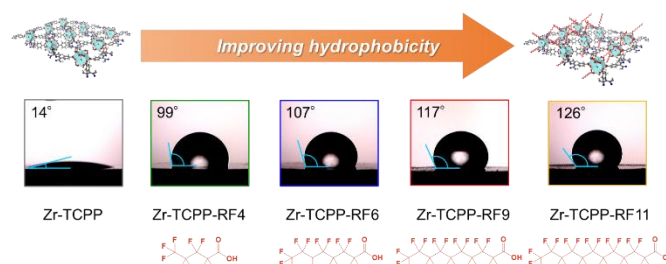 Improving hydrophobicity
14° 99° 107° 117° 126°
Zr-TCPP Zr-TCPP-RF4 Zr-TCPP-RF6 Zr-TCPP-RF9 Zr-TCPP-RF11